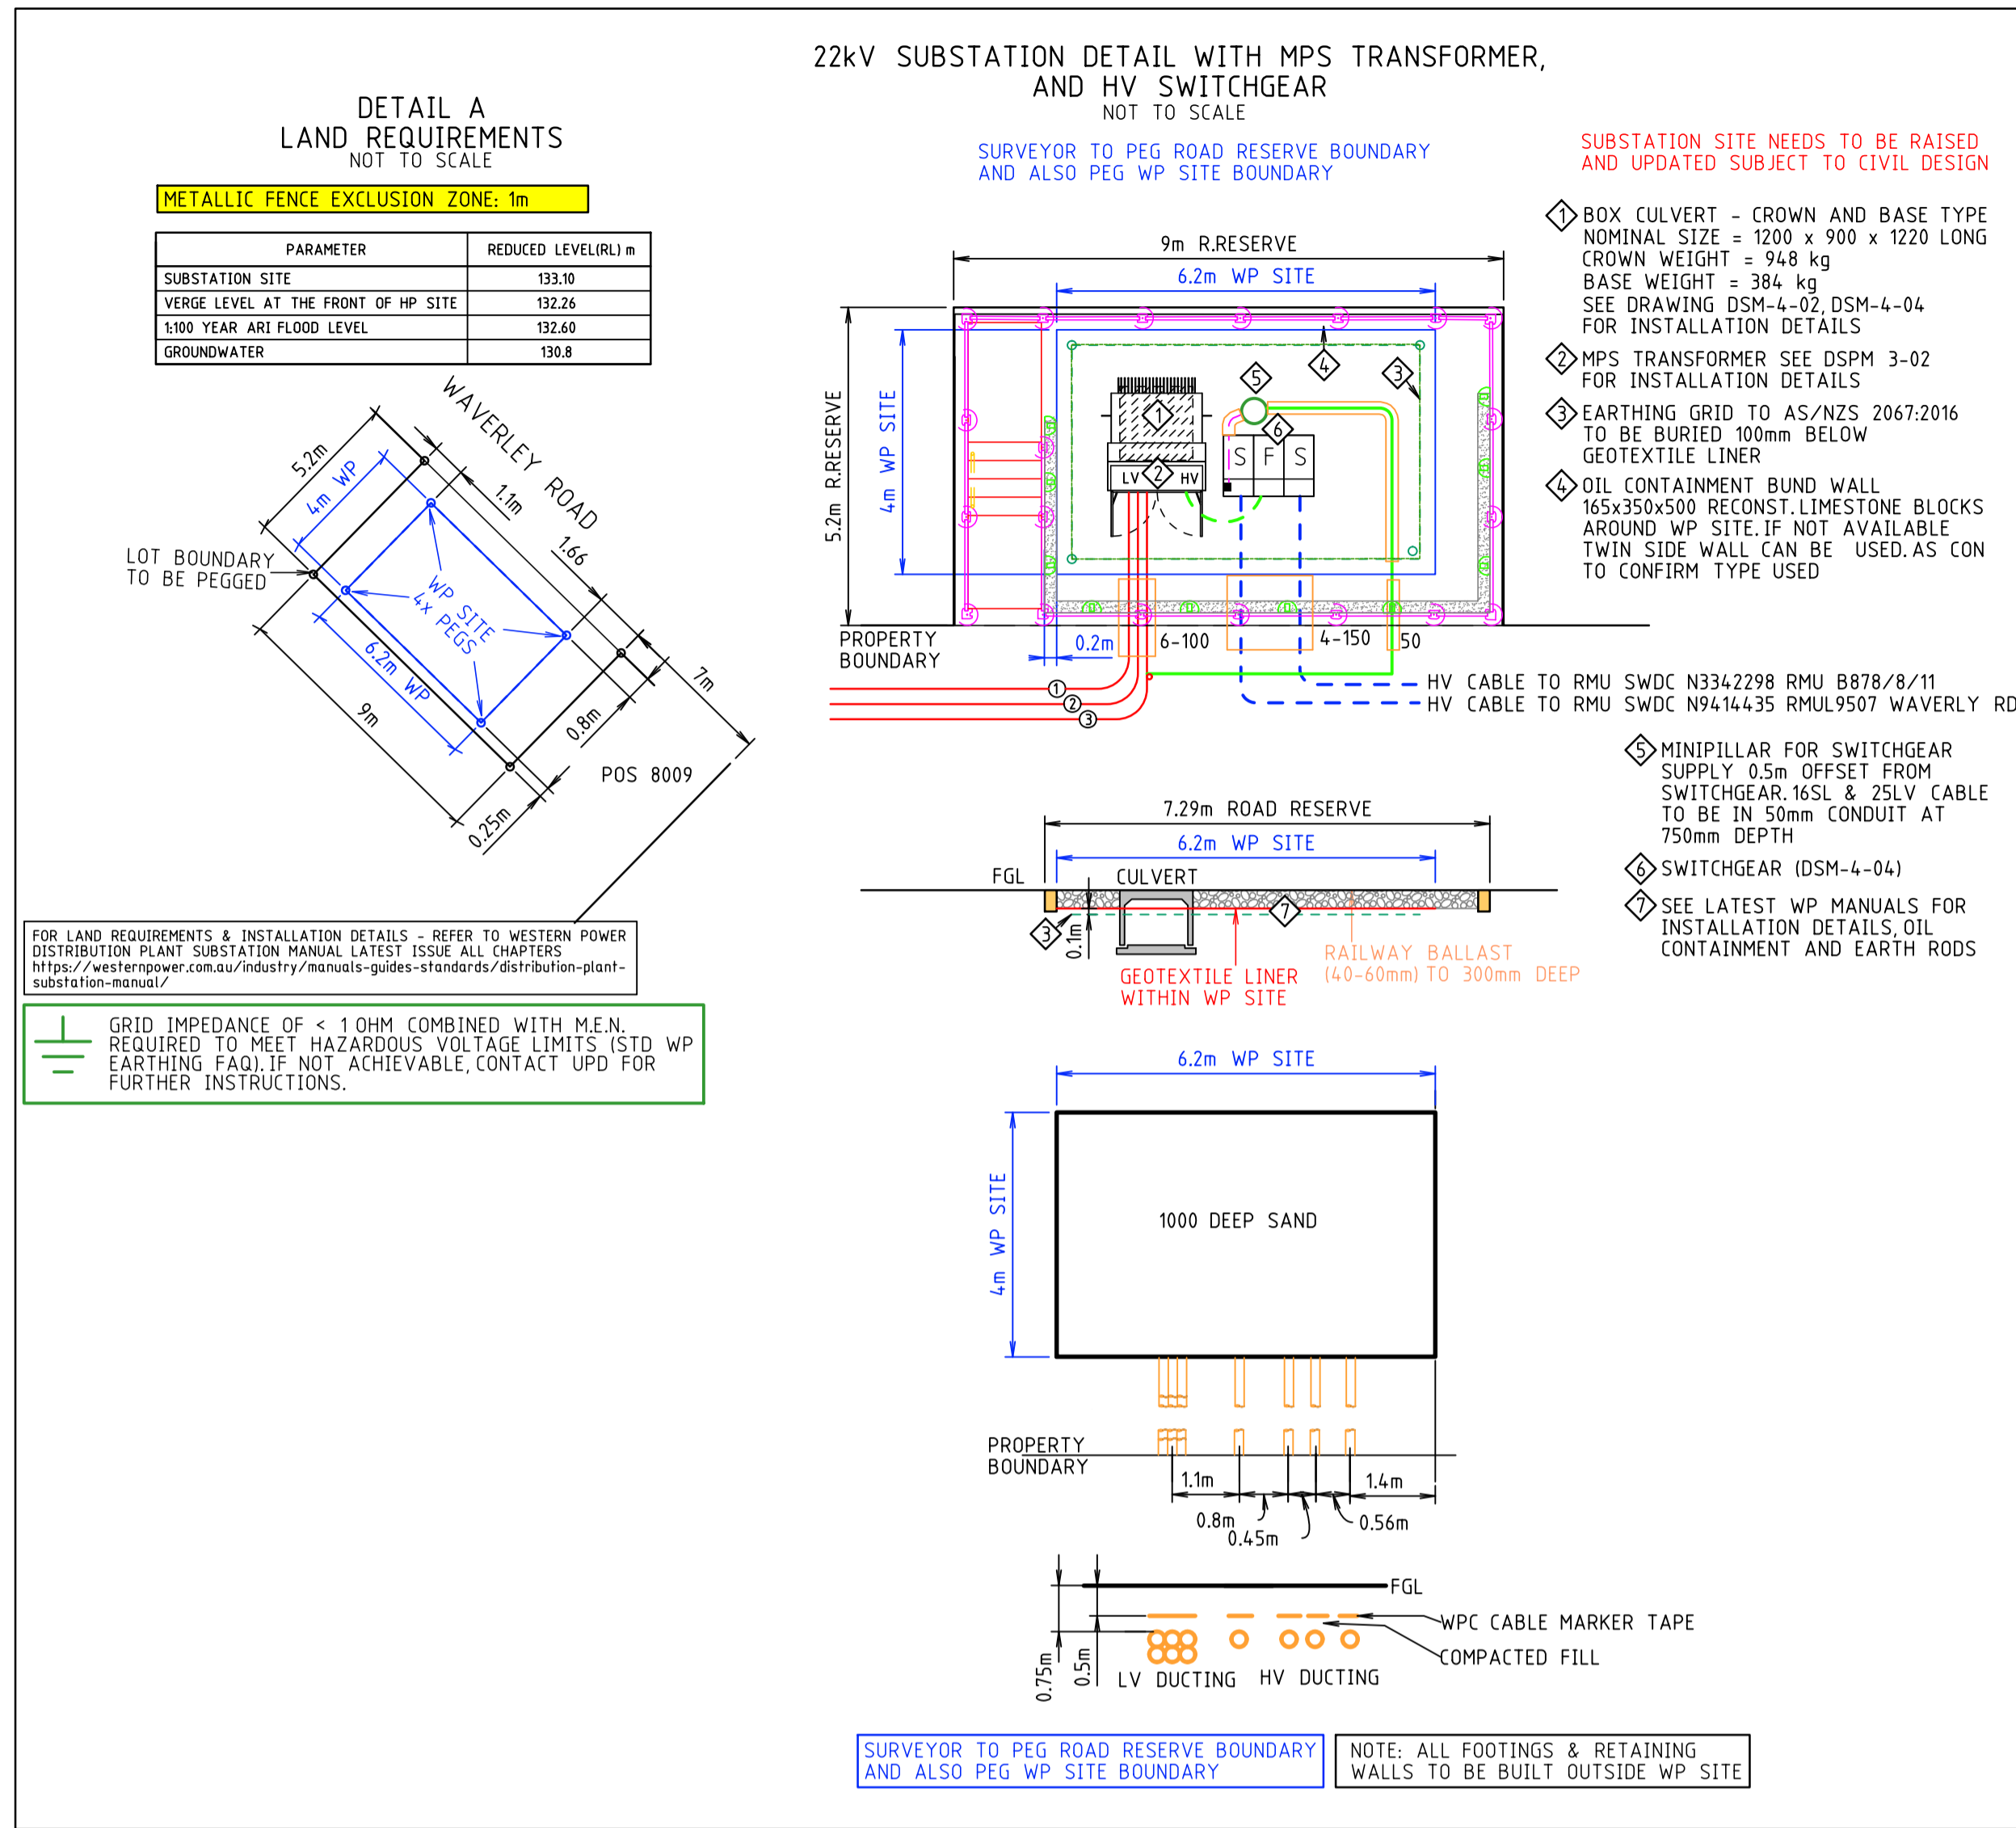 DETAIL A
LAND REQUIREMENTS
NOT TO SCALE
METALLIC FENCE EXCLUSION ZONE: 1m
PARAMETER REDUCED LEVEL(RL) m
SUBSTATION SITE 133.10
VERGE LEVEL AT THE FRONT OF HP SITE 132.26
1:100 YEAR ARI FLOOD LEVEL 132.60
GROUNDWATER 130.8
WAVERLEY ROAD
5.2m
4m WP
1.1m
1.66
LOT BOUNDARY
TO BE PEGGED
WP SITE
4x PEGS
6.2m WP
9m
7m
0.8m
0.25m
POS 8009
FOR LAND REQUIREMENTS & INSTALLATION DETAILS - REFER TO WESTERN POWER
DISTRIBUTION PLANT SUBSTATION MANUAL LATEST ISSUE ALL CHAPTERS
https://westernpower.com.au/industry/manuals-guides-standards/distribution-plant-
substation-manual/
GRID IMPEDANCE OF < 1 OHM COMBINED WITH M.E.N.
REQUIRED TO MEET HAZARDOUS VOLTAGE LIMITS (STD WP
EARTHING FAQ). IF NOT ACHIEVABLE, CONTACT UPD FOR
FURTHER INSTRUCTIONS.
22kV SUBSTATION DETAIL WITH MPS TRANSFORMER,
AND HV SWITCHGEAR
NOT TO SCALE
SURVEYOR TO PEG ROAD RESERVE BOUNDARY
AND ALSO PEG WP SITE BOUNDARY
9m R.RESERVE
6.2m WP SITE
5.2m R.RESERVE
4m WP SITE
1
2
LV HV
5
6
4
3
S F S
PROPERTY
BOUNDARY
0.2m
6-100
4-150
50
1
2
3
HV CABLE TO RMU SWDC N3342298 RMU B878/8/11
HV CABLE TO RMU SWDC N9414435 RMUL9507 WAVERLY RD
SUBSTATION SITE NEEDS TO BE RAISED
AND UPDATED SUBJECT TO CIVIL DESIGN
1 BOX CULVERT - CROWN AND BASE TYPE
NOMINAL SIZE = 1200 x 900 x 1220 LONG
CROWN WEIGHT = 948 kg
BASE WEIGHT = 384 kg
SEE DRAWING DSM-4-02, DSM-4-04
FOR INSTALLATION DETAILS
2 MPS TRANSFORMER SEE DSPM 3-02
FOR INSTALLATION DETAILS
3 EARTHING GRID TO AS/NZS 2067:2016
TO BE BURIED 100mm BELOW
GEOTEXTILE LINER
4 OIL CONTAINMENT BUND WALL
165x350x500 RECONST. LIMESTONE BLOCKS
AROUND WP SITE. IF NOT AVAILABLE
TWIN SIDE WALL CAN BE USED. AS CON
TO CONFIRM TYPE USED
5 MINIPILLAR FOR SWITCHGEAR
SUPPLY 0.5m OFFSET FROM
SWITCHGEAR. 16SL & 25LV CABLE
TO BE IN 50mm CONDUIT AT
750mm DEPTH
6 SWITCHGEAR (DSM-4-04)
7 SEE LATEST WP MANUALS FOR
INSTALLATION DETAILS, OIL
CONTAINMENT AND EARTH RODS
7.29m ROAD RESERVE
6.2m WP SITE
FGL
CULVERT
3
0.1m
7
GEOTEXTILE LINER
WITHIN WP SITE
RAILWAY BALLAST
(40-60mm) TO 300mm DEEP
6.2m WP SITE
4m WP SITE
1000 DEEP SAND
PROPERTY
BOUNDARY
1.1m
1.4m
0.8m
0.45m
0.56m
FGL
0.75m
0.5m
WPC CABLE MARKER TAPE
COMPACTED FILL
LV DUCTING
HV DUCTING
SURVEYOR TO PEG ROAD RESERVE BOUNDARY
AND ALSO PEG WP SITE BOUNDARY
NOTE: ALL FOOTINGS & RETAINING
WALLS TO BE BUILT OUTSIDE WP SITE